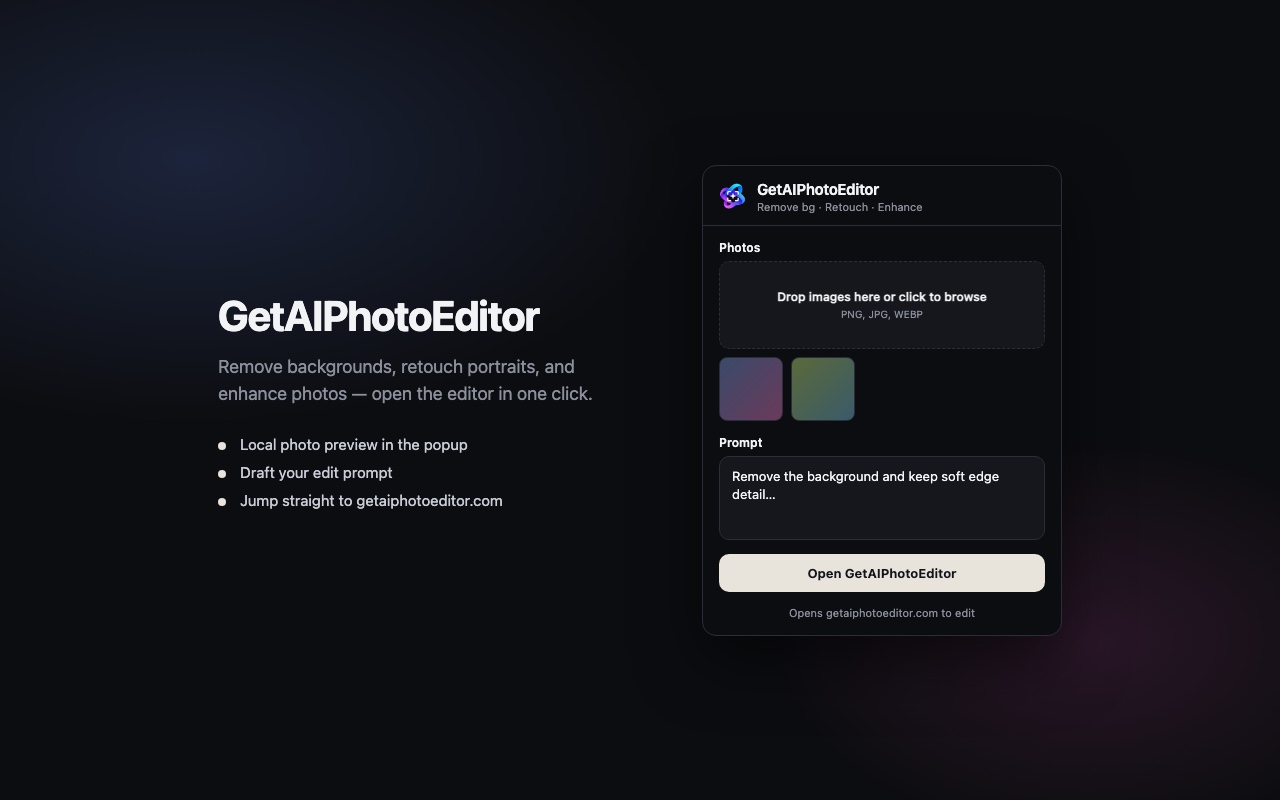 GetAIPhotoEditor
Remove backgrounds, retouch portraits, and
enhance photos — open the editor in one click.
Local photo preview in the popup
Draft your edit prompt
Jump straight to getaiphotoeditor.com
GetAIPhotoEditor
Remove bg · Retouch · Enhance
Photos
Drop images here or click to browse
PNG, JPG, WEBP
Prompt
Remove the background and keep soft edge
detail...
Open GetAIPhotoEditor
Opens getaiphotoeditor.com to edit